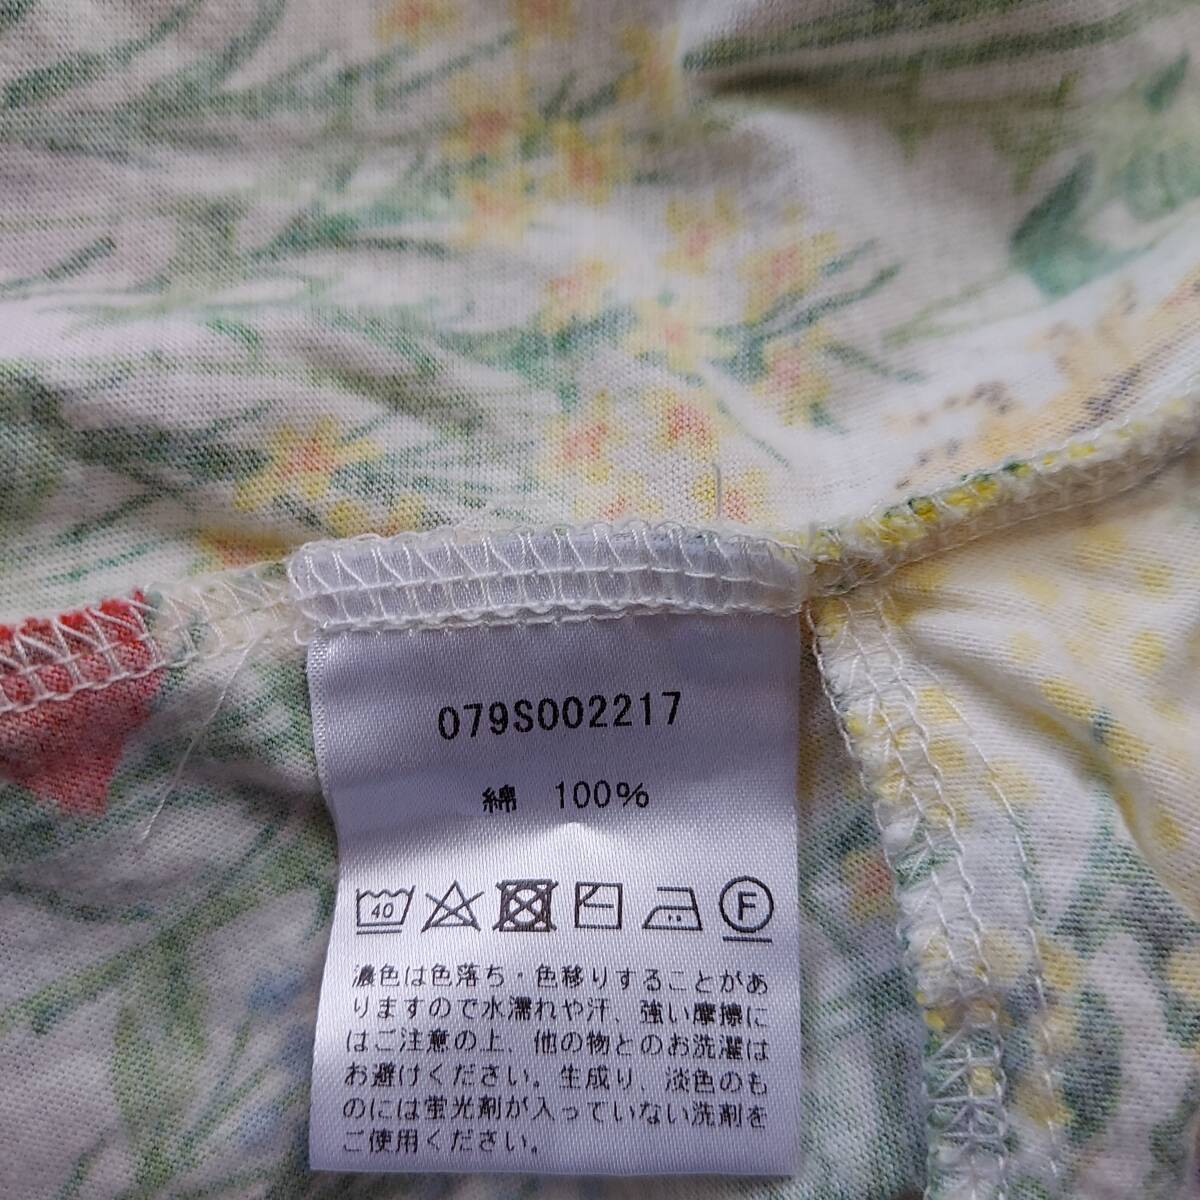 079S002217
綿 100%
40
F
濃色は色落ち・色移りすることがあ
りますので水濡れや汗、強い摩擦に
はご注意の上、他の物とのお洗濯は
お避けください。生成り、淡色のも
のには蛍光剤が入っていない洗剤を
ご使用ください。